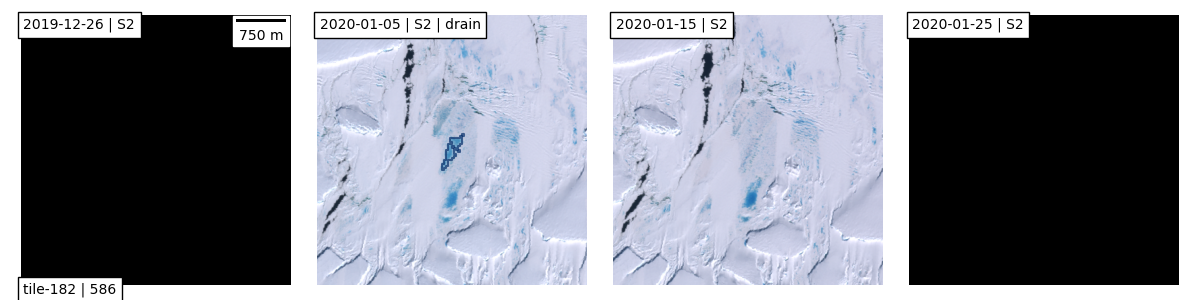 2019-12-26 | S2
750 m
2020-01-05 | S2 | drain
2020-01-15 | S2
2020-01-25 | S2
tile-182 | 586